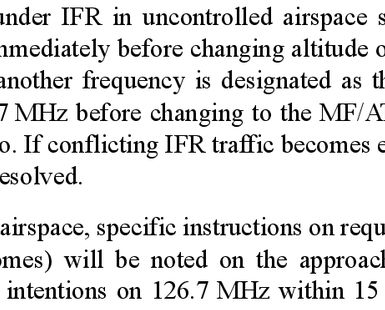 under IFR in uncontrolled airspace s
mmediately before changing altitude o
another frequency is designated as th
7 MHz before changing to the MF/AT
o. If conflicting IFR traffic becomes e
esolved.
airspace, specific instructions on requ
omes) will be noted on the approach
intentions on 126.7 MHz within 15